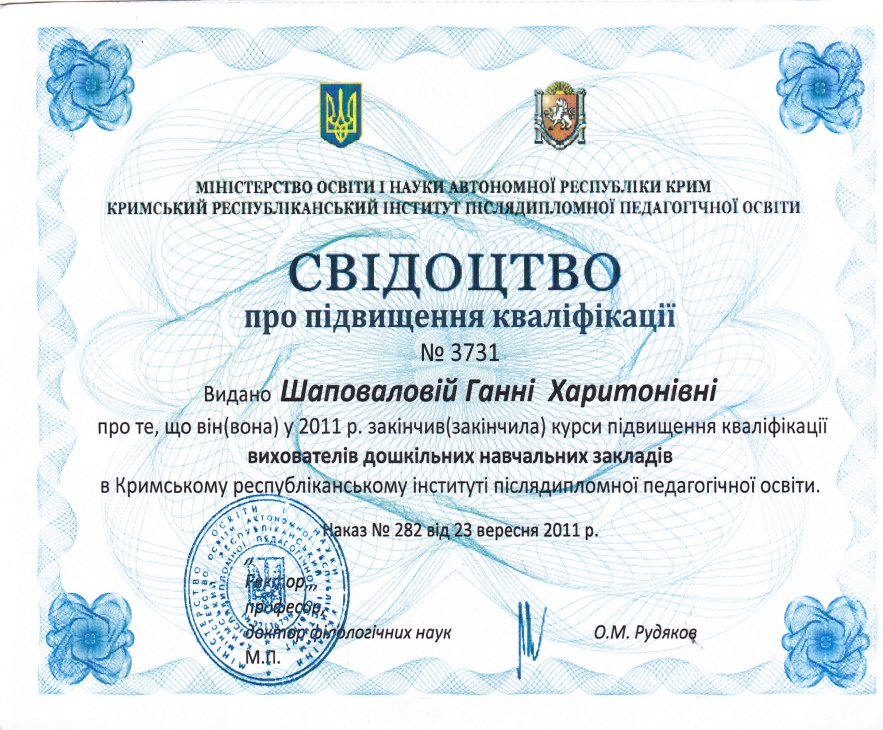 МІНІСТЕРСТВО ОСВІТИ І НАУКИ АВТОНОМНОЇ РЕСПУБЛІКИ КРИМ
КРИМСЬКИЙ РЕСПУБЛІКАНСЬКИЙ ІНСТИТУТ ПІСЛЯДИПЛОМНОЇ ПЕДАГОГІЧНОЇ ОСВІТИ
СВІДОЦТВО
про підвищення кваліфікації
№ 3731
Видано Шаповаловій Ганні Харитонівні
про те, що він(вона) у 2011 р. закінчив(закінчила) курси підвищення кваліфікації
вихователів дошкільних навчальних закладів
в Кримському республіканському інституті післядипломної педагогічної освіти.
Наказ № 282 від 23 вересня 2011 р.
Ректор,
професор,
доктор філологічних наук О.М. Рудяков
М.П.